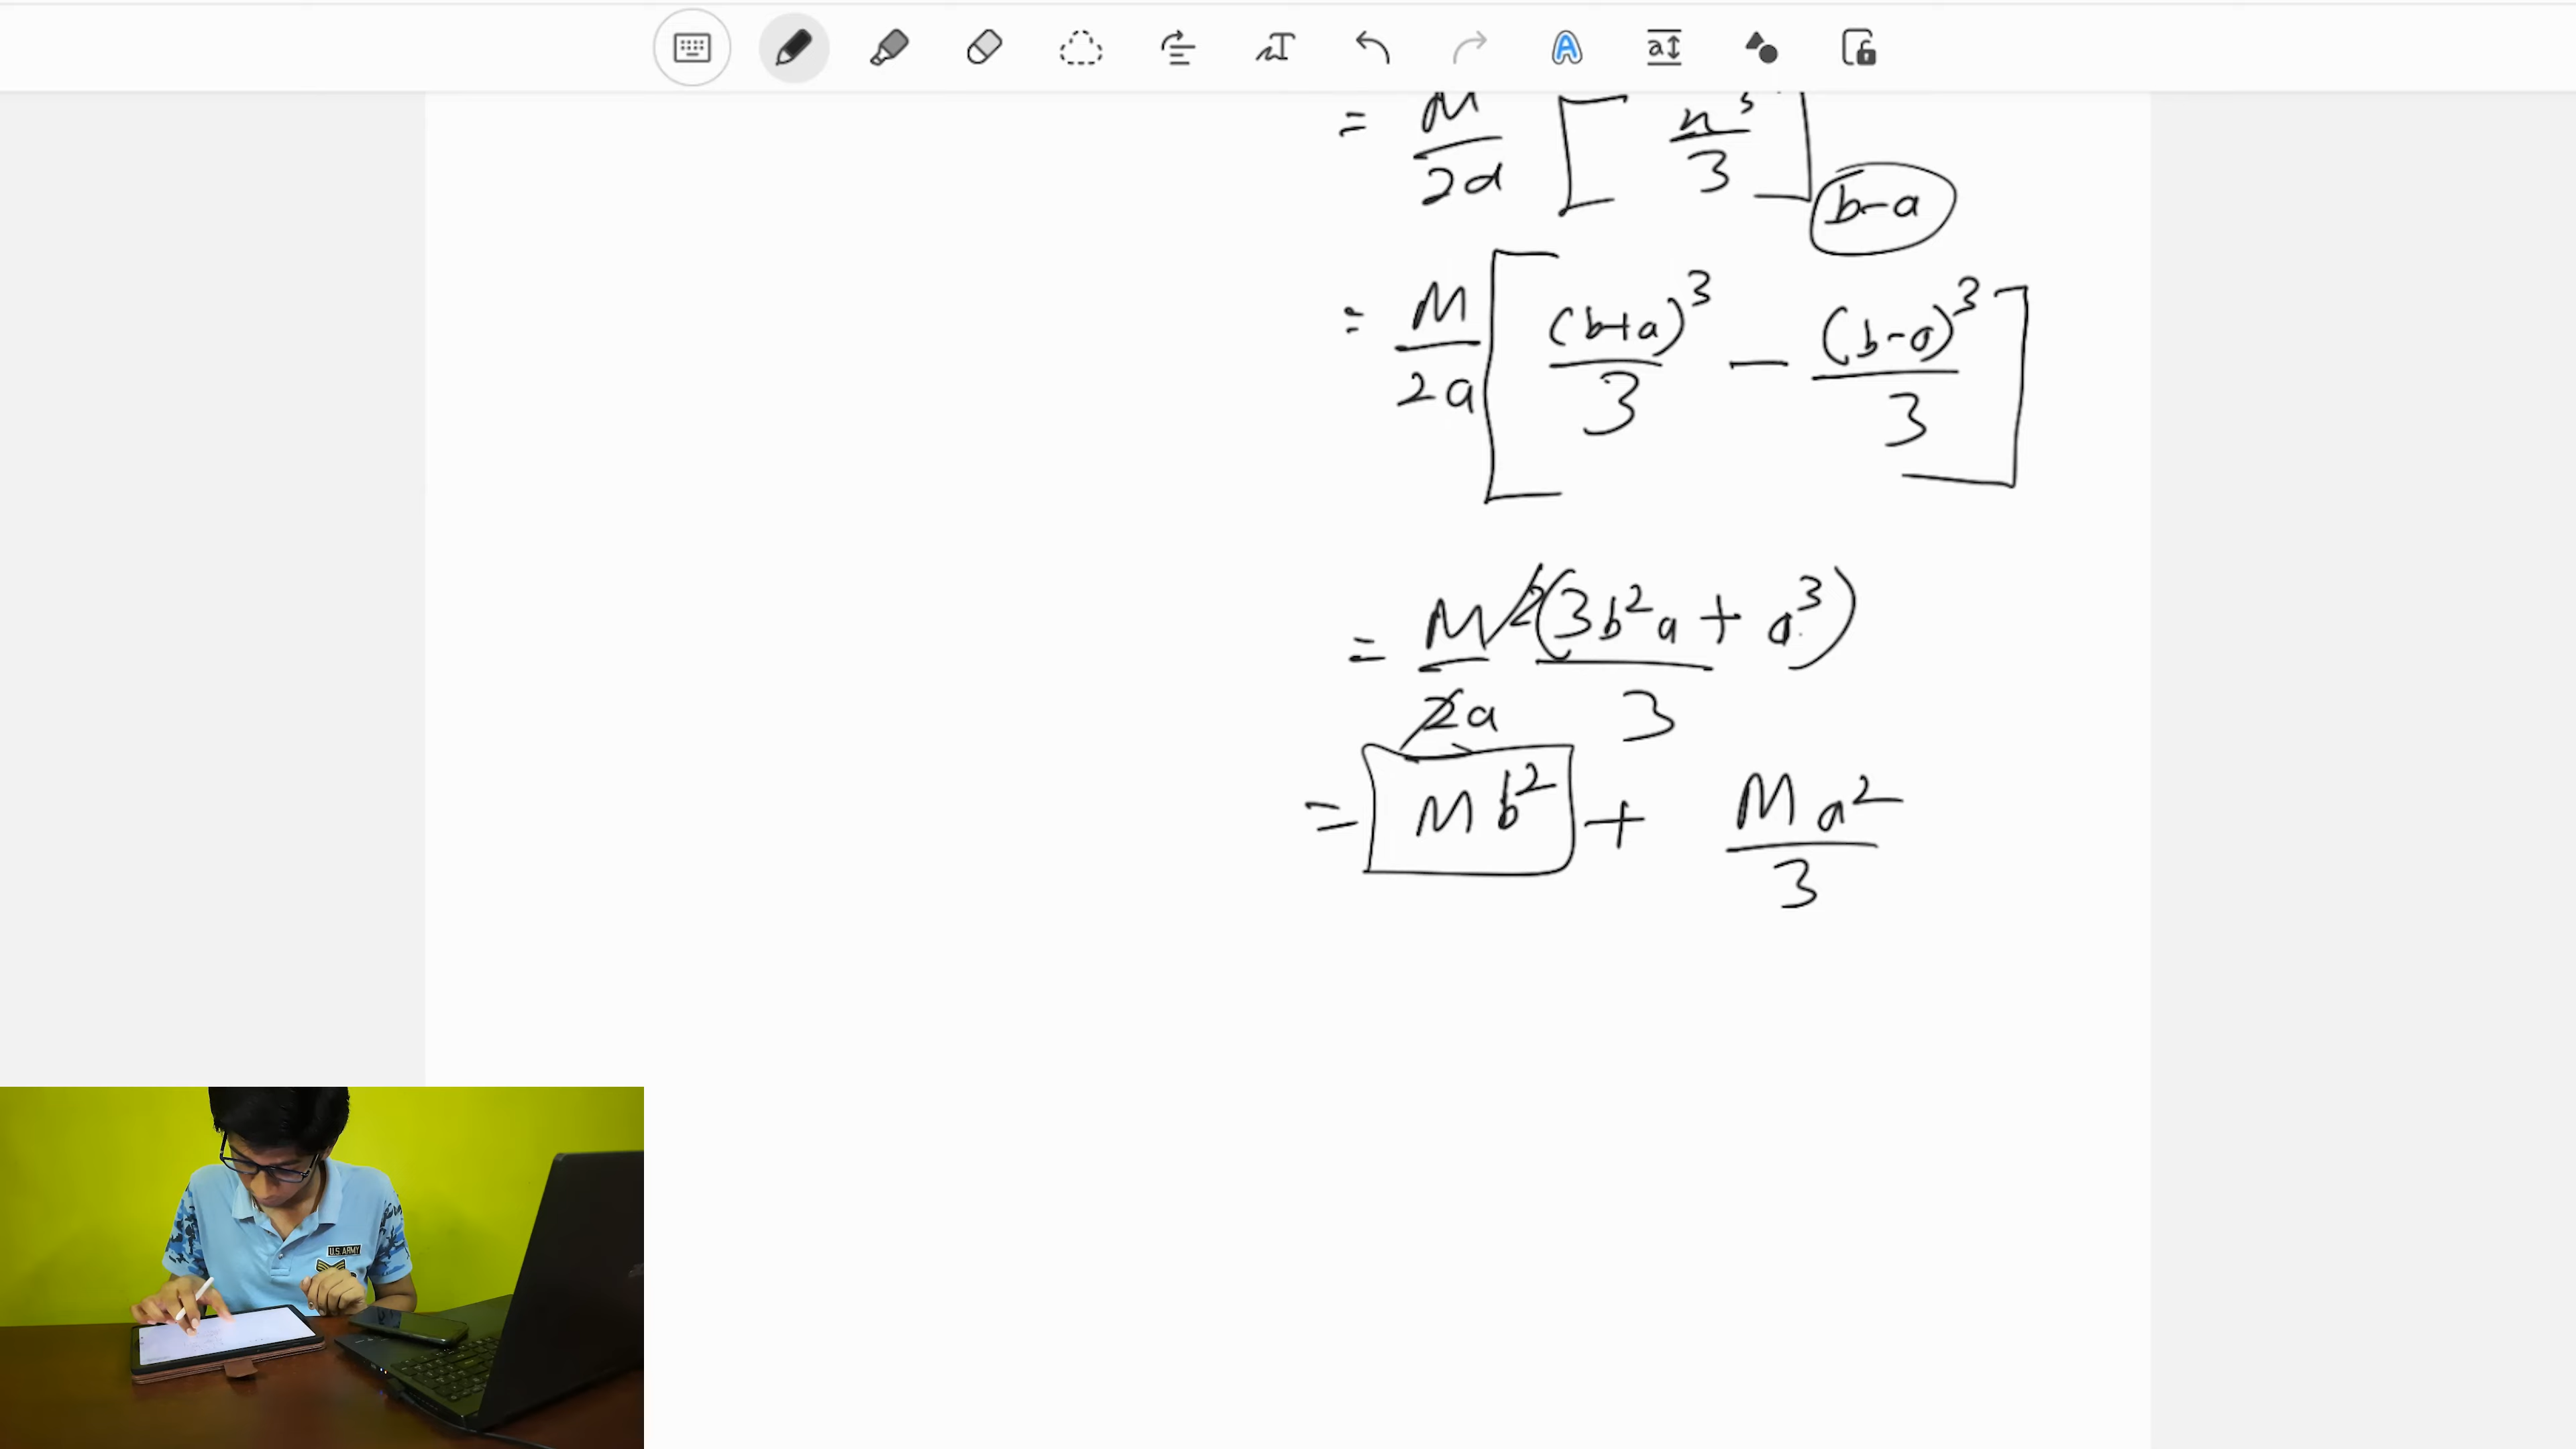 = M/2a [ x³/3 ] b-a
= M/2a [ (b+a)³/3 - (b-a)³/3 ]
= M/2a 2(3b²a + a³)/3
= Mb² + Ma²/3
U.S. ARMY